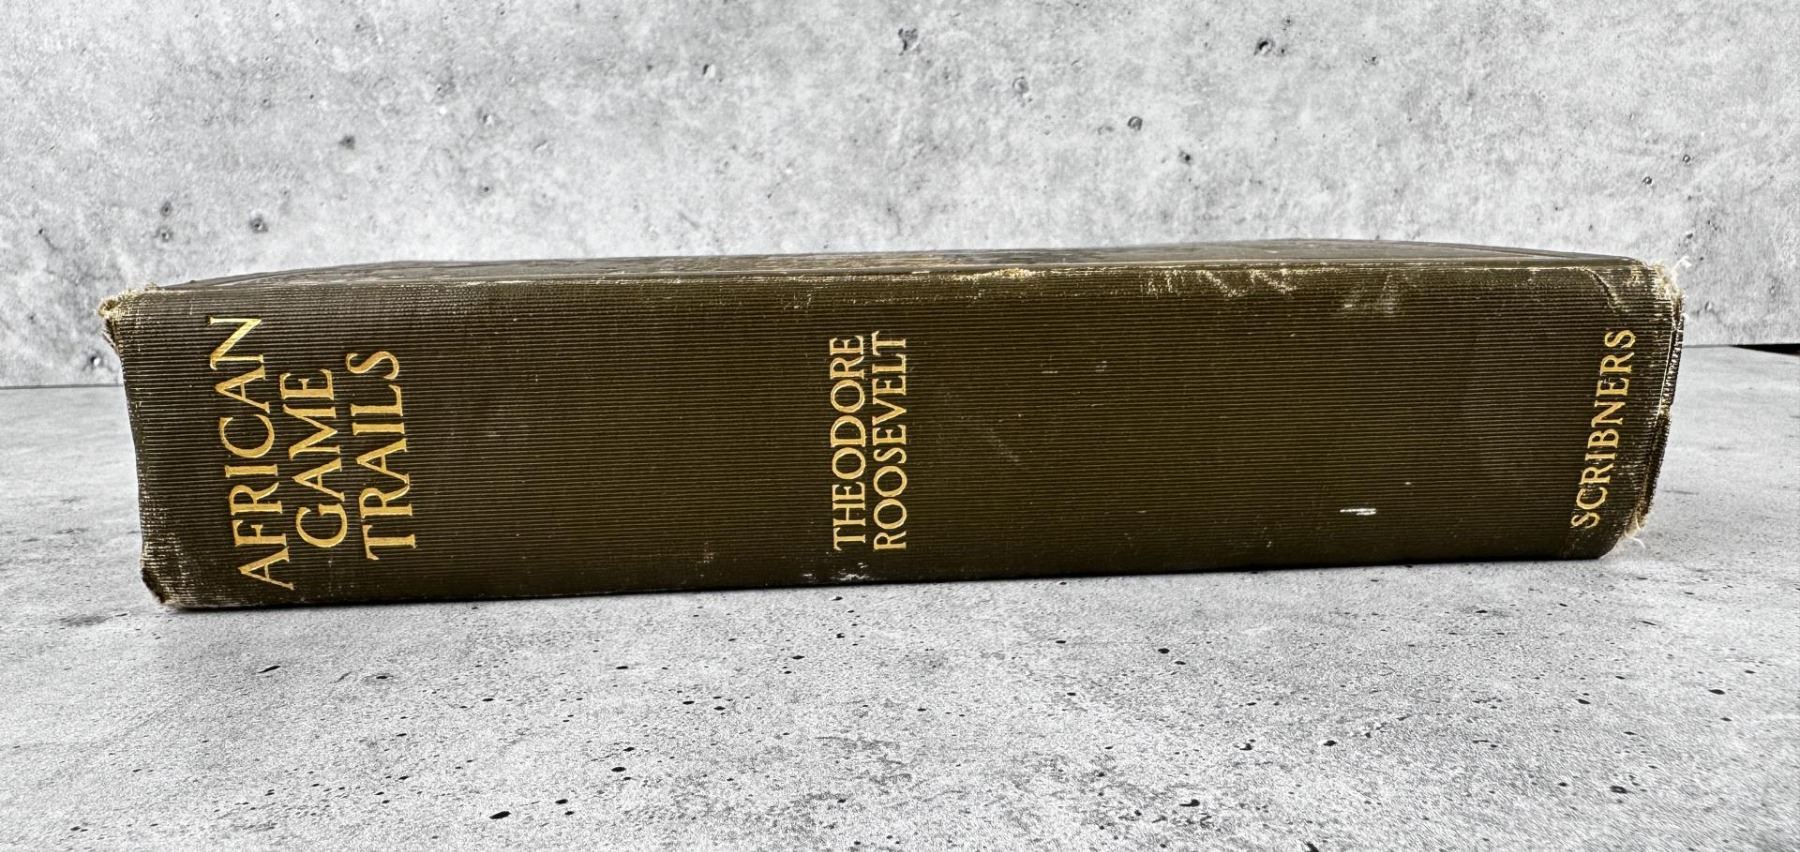 AFRICAN
GAME
TRAILS
THEODORE
ROOSEVELT
SCRIBNERS